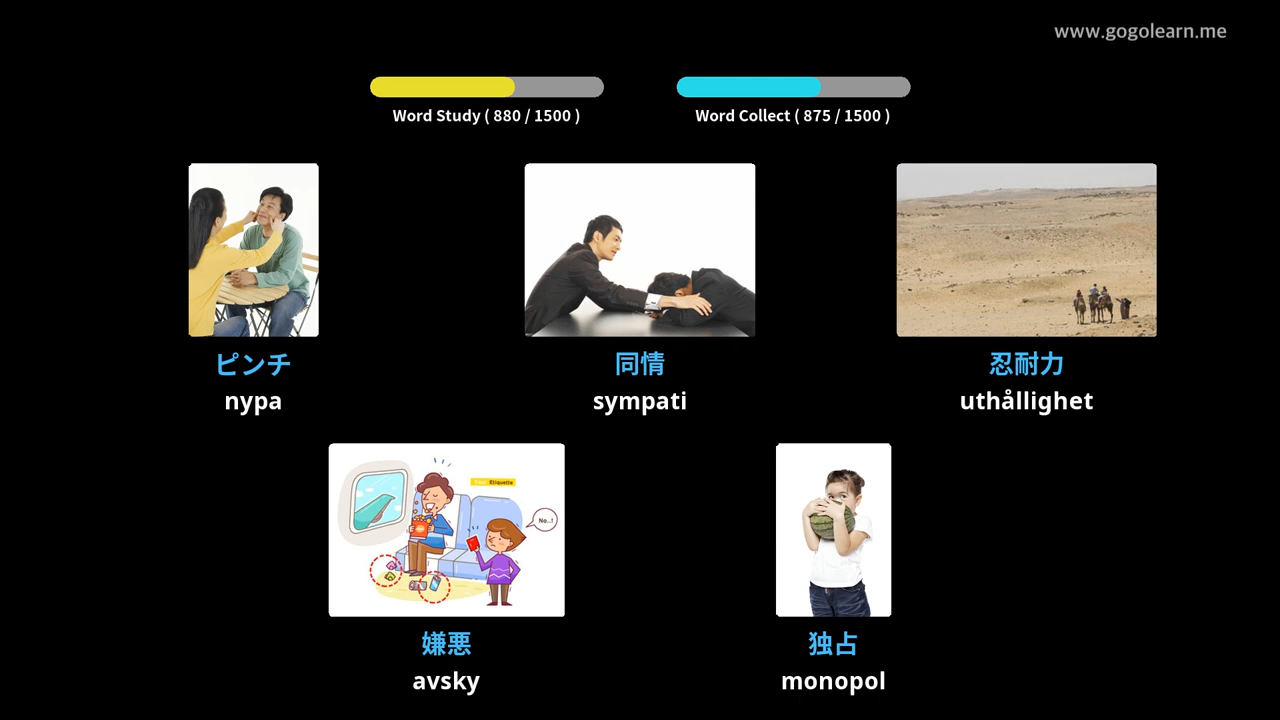 www.gogolearn.me
Word Study ( 880 / 1500 )
Word Collect ( 875 / 1500 )
ピンチ
nypa
同情
sympati
忍耐力
uthållighet
Etiquette
No..!
嫌悪
avsky
独占
monopol